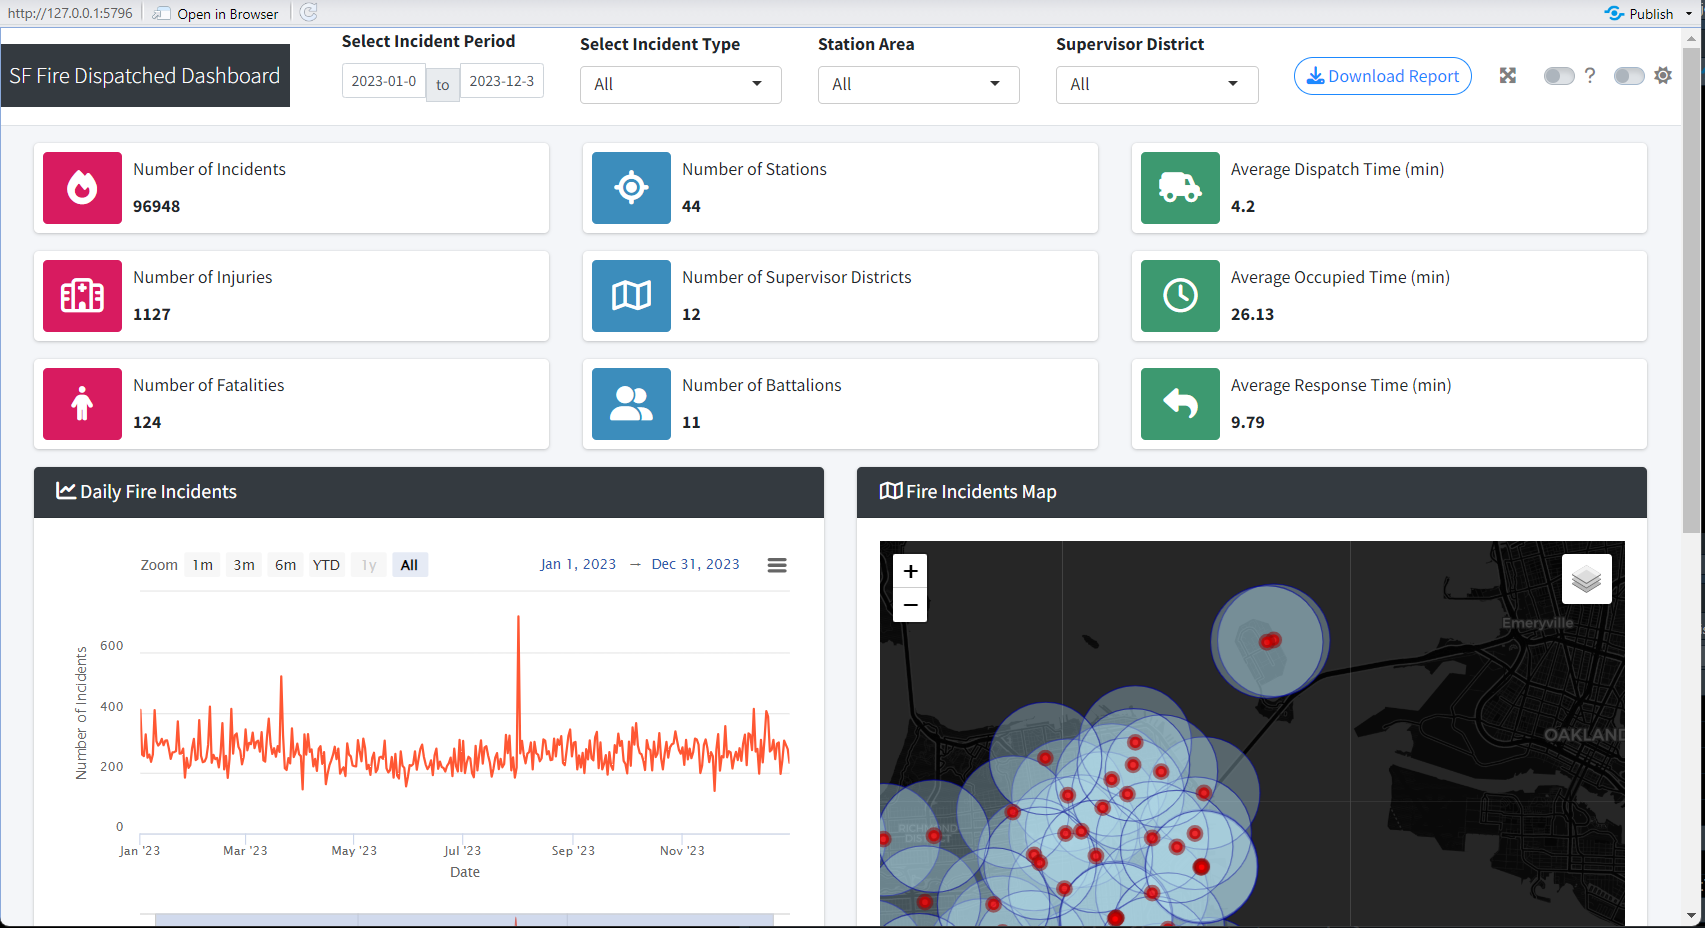 http://127.0.0.1:5796 Open in Browser Publish
SF Fire Dispatched Dashboard
Select Incident Period
2023-01-0 to 2023-12-3
Select Incident Type
All
Station Area
All
Supervisor District
All
Download Report
?
Number of Incidents
96948
Number of Stations
44
Average Dispatch Time (min)
4.2
Number of Injuries
1127
Number of Supervisor Districts
12
Average Occupied Time (min)
26.13
Number of Fatalities
124
Number of Battalions
11
Average Response Time (min)
9.79
Daily Fire Incidents
Zoom 1m 3m 6m YTD 1y All Jan 1, 2023 → Dec 31, 2023
Number of Incidents
600
400
200
0
Jan '23 Mar '23 May '23 Jul '23 Sep '23 Nov '23
Date
Fire Incidents Map
+
−
Emeryville
OAKLAND
RICHMOND
DISTRICT